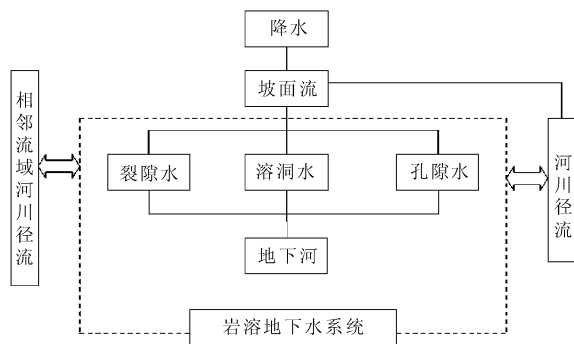 降水
坡面流
相邻流域河川径流
裂隙水
溶洞水
孔隙水
河川径流
地下河
岩溶地下水系统